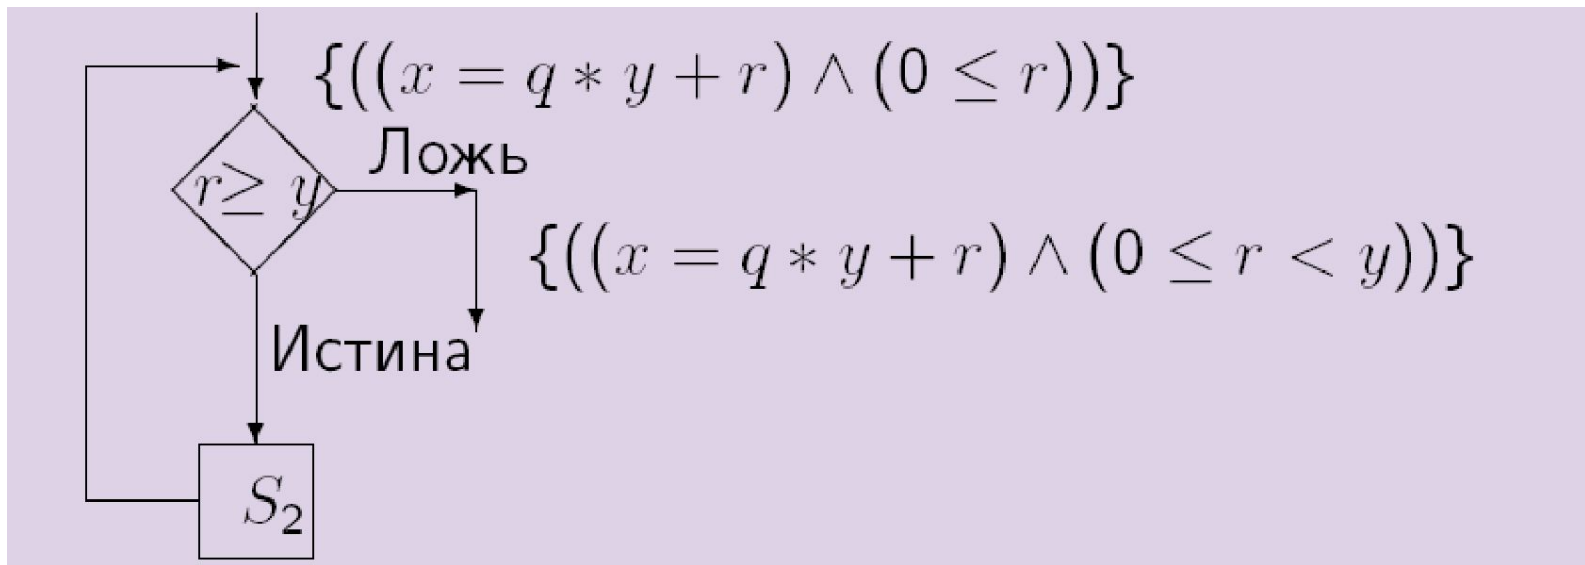 {((x = q ∗ y + r) ∧ (0 ≤ r))}
Ложь
r ≥ y
{((x = q ∗ y + r) ∧ (0 ≤ r < y))}
Истина
S₂